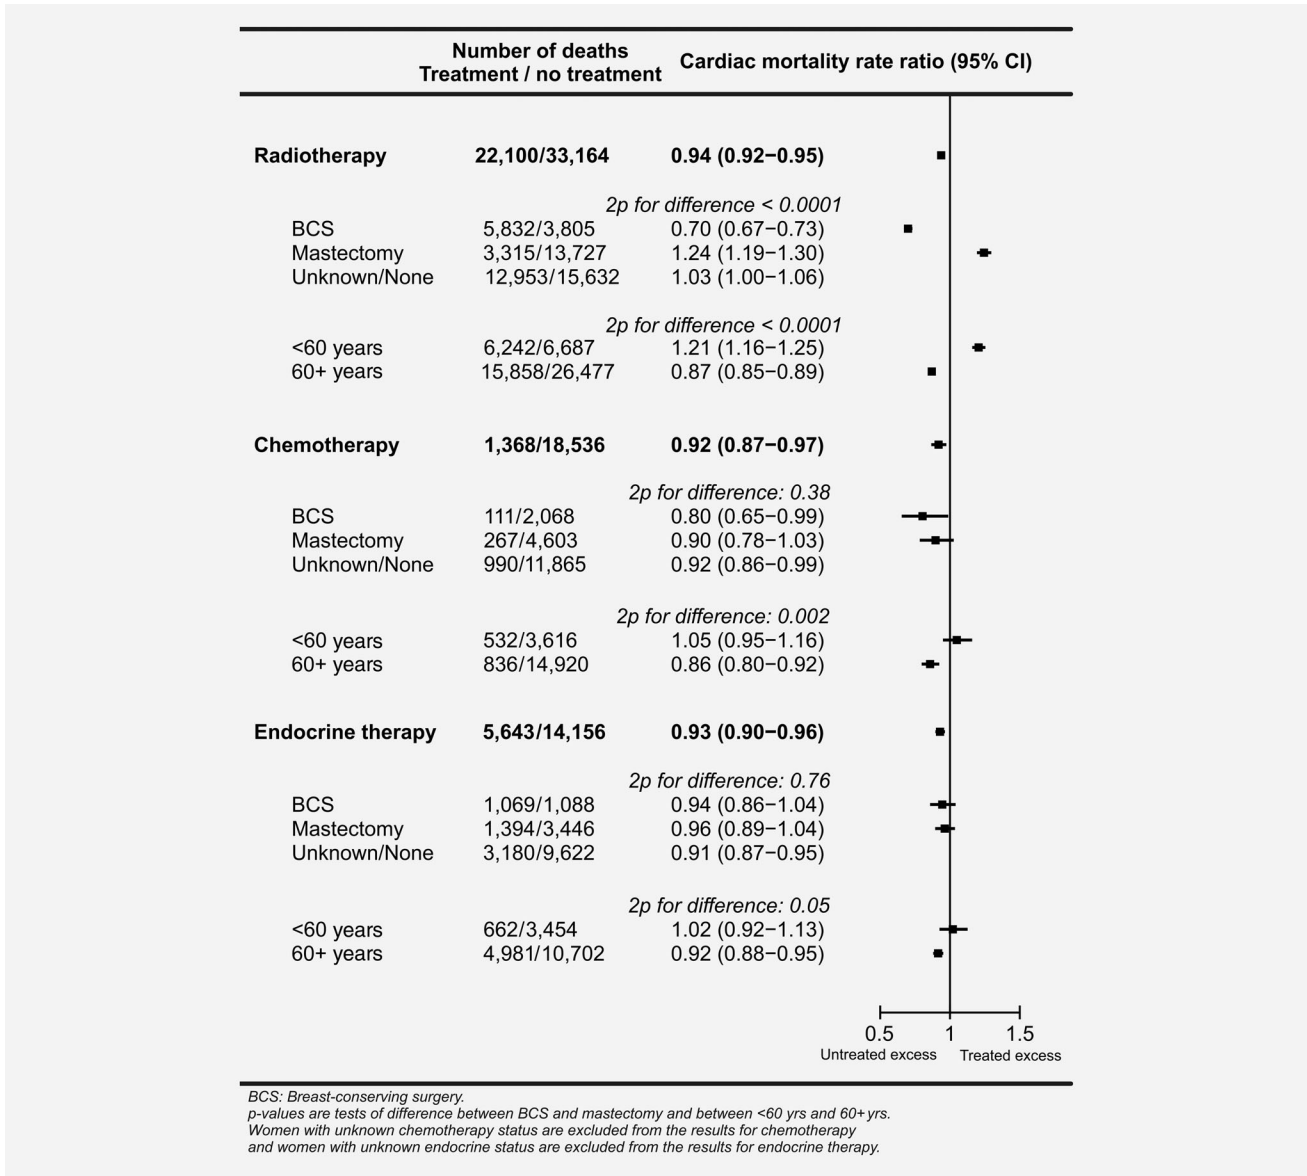 Number of deaths
Treatment / no treatment
Cardiac mortality rate ratio (95% CI)
Radiotherapy 22,100/33,164 0.94 (0.92−0.95)
2p for difference < 0.0001
BCS 5,832/3,805 0.70 (0.67−0.73)
Mastectomy 3,315/13,727 1.24 (1.19−1.30)
Unknown/None 12,953/15,632 1.03 (1.00−1.06)
2p for difference < 0.0001
<60 years 6,242/6,687 1.21 (1.16−1.25)
60+ years 15,858/26,477 0.87 (0.85−0.89)
Chemotherapy 1,368/18,536 0.92 (0.87−0.97)
2p for difference: 0.38
BCS 111/2,068 0.80 (0.65−0.99)
Mastectomy 267/4,603 0.90 (0.78−1.03)
Unknown/None 990/11,865 0.92 (0.86−0.99)
2p for difference: 0.002
<60 years 532/3,616 1.05 (0.95−1.16)
60+ years 836/14,920 0.86 (0.80−0.92)
Endocrine therapy 5,643/14,156 0.93 (0.90−0.96)
2p for difference: 0.76
BCS 1,069/1,088 0.94 (0.86−1.04)
Mastectomy 1,394/3,446 0.96 (0.89−1.04)
Unknown/None 3,180/9,622 0.91 (0.87−0.95)
2p for difference: 0.05
<60 years 662/3,454 1.02 (0.92−1.13)
60+ years 4,981/10,702 0.92 (0.88−0.95)
0.5 1 1.5
Untreated excess Treated excess
BCS: Breast-conserving surgery.
p-values are tests of difference between BCS and mastectomy and between <60 yrs and 60+ yrs.
Women with unknown chemotherapy status are excluded from the results for chemotherapy
and women with unknown endocrine status are excluded from the results for endocrine therapy.